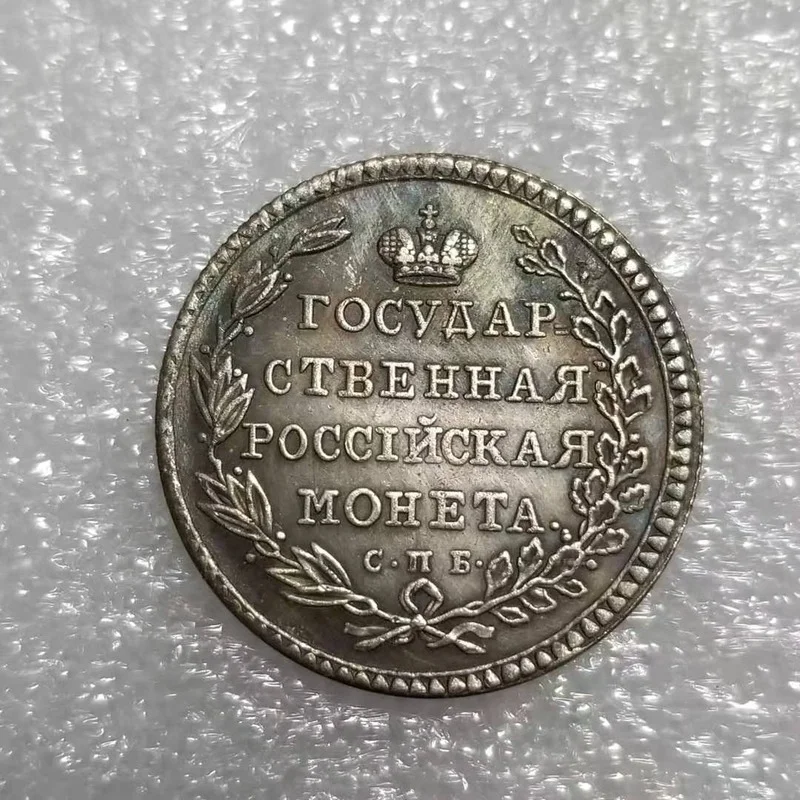 ГОСУДАР-
СТВЕННАЯ
РОССІЙСКАЯ
МОНЕТА.
С·П Б·